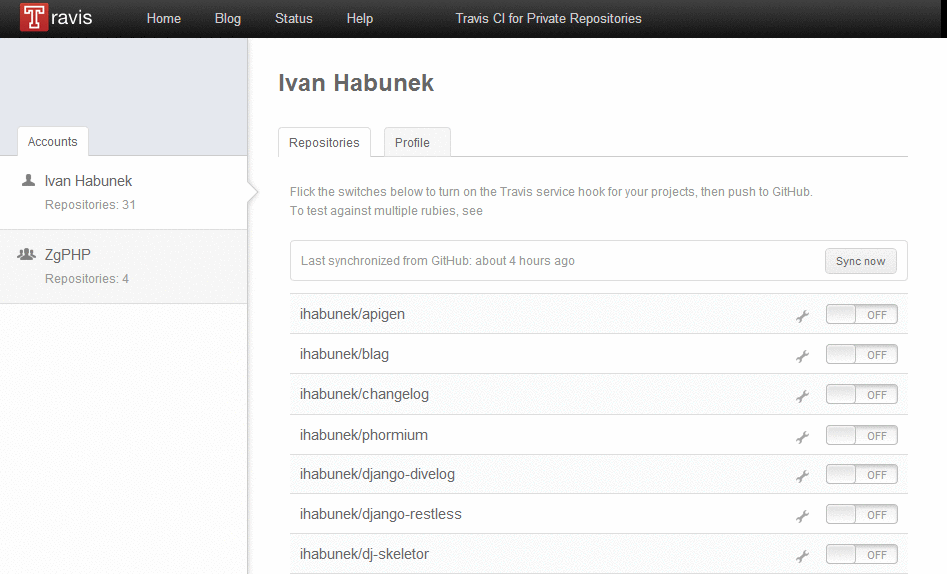 Travis Home Blog Status Help Travis CI for Private Repositories
Ivan Habunek
Accounts
Repositories Profile
Ivan Habunek
Repositories: 31
ZgPHP
Repositories: 4
Flick the switches below to turn on the Travis service hook for your projects, then push to GitHub.
To test against multiple rubies, see
Last synchronized from GitHub: about 4 hours ago Sync now
ihabunek/apigen OFF
ihabunek/blag OFF
ihabunek/changelog OFF
ihabunek/phormium OFF
ihabunek/django-divelog OFF
ihabunek/django-restless OFF
ihabunek/dj-skeletor OFF